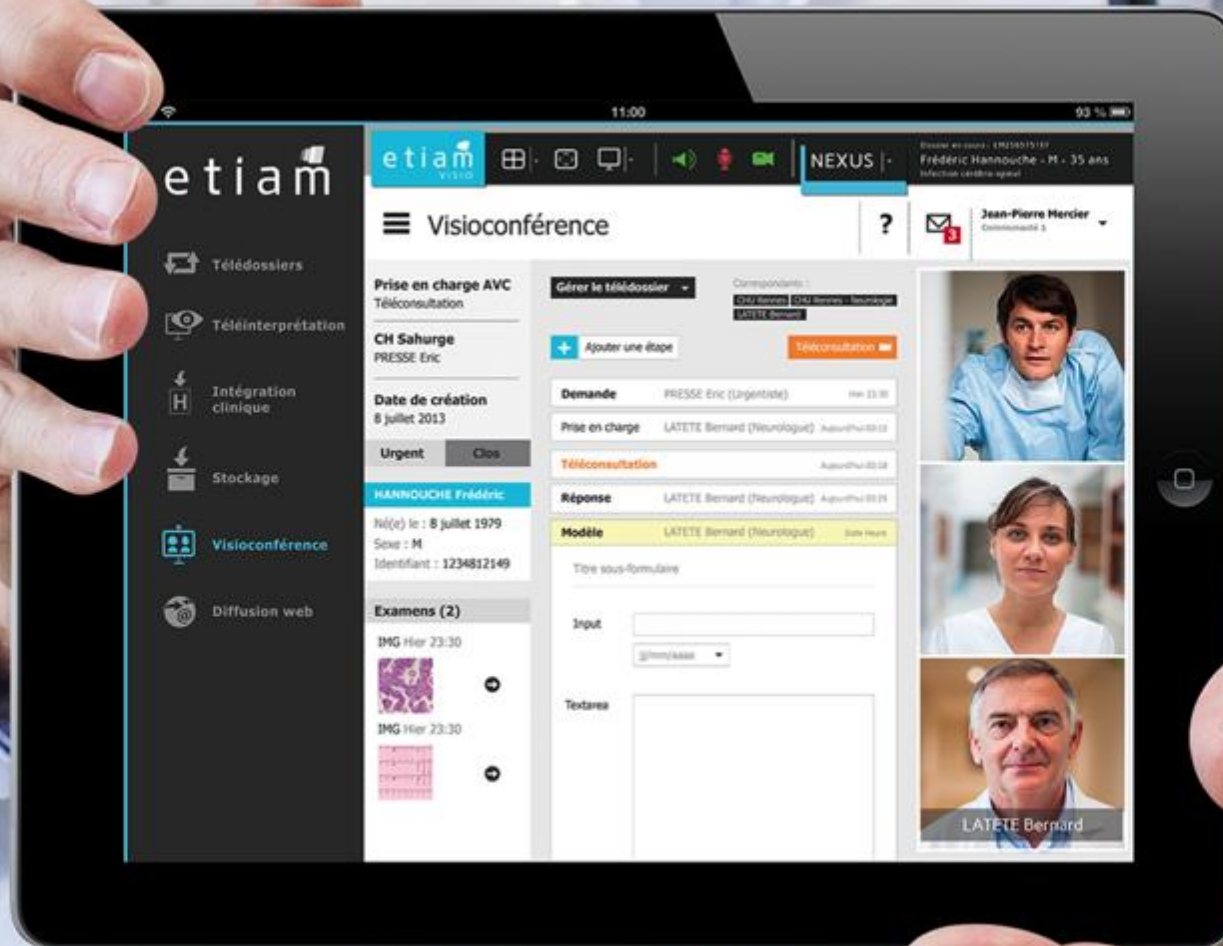 11:00
93 %
etiam
Télédossiers
Téléinterprétation
Intégration
clinique
Stockage
Visioconférence
Diffusion web
etiam
VISIO
NEXUS
Frédéric Hannouche - M - 35 ans
Visioconférence
?
3
Jean-Pierre Mercier
Communauté 1
Prise en charge AVC
Téléconsultation
CH Sahurge
PRESSE Eric
Date de création
8 juillet 2013
Urgent
Clos
HANNOUCHE Frédéric
Né(e) le : 8 juillet 1979
Sexe : M
Identifiant : 1234812149
Examens (2)
IMG Hier 23:30
IMG Hier 23:30
Gérer le télédossier
Correspondants :
CHU Rennes CHU Rennes - Neurologie
LATETE Bernard
+ Ajouter une étape
Téléconsultation
Demande PRESSE Eric (Urgentiste)
Prise en charge LATETE Bernard (Neurologue)
Téléconsultation
Réponse LATETE Bernard (Neurologue)
Modèle LATETE Bernard (Neurologue)
Titre sous-formulaire
Input
jj/mm/aaaa
Textarea
LATETE Bernard